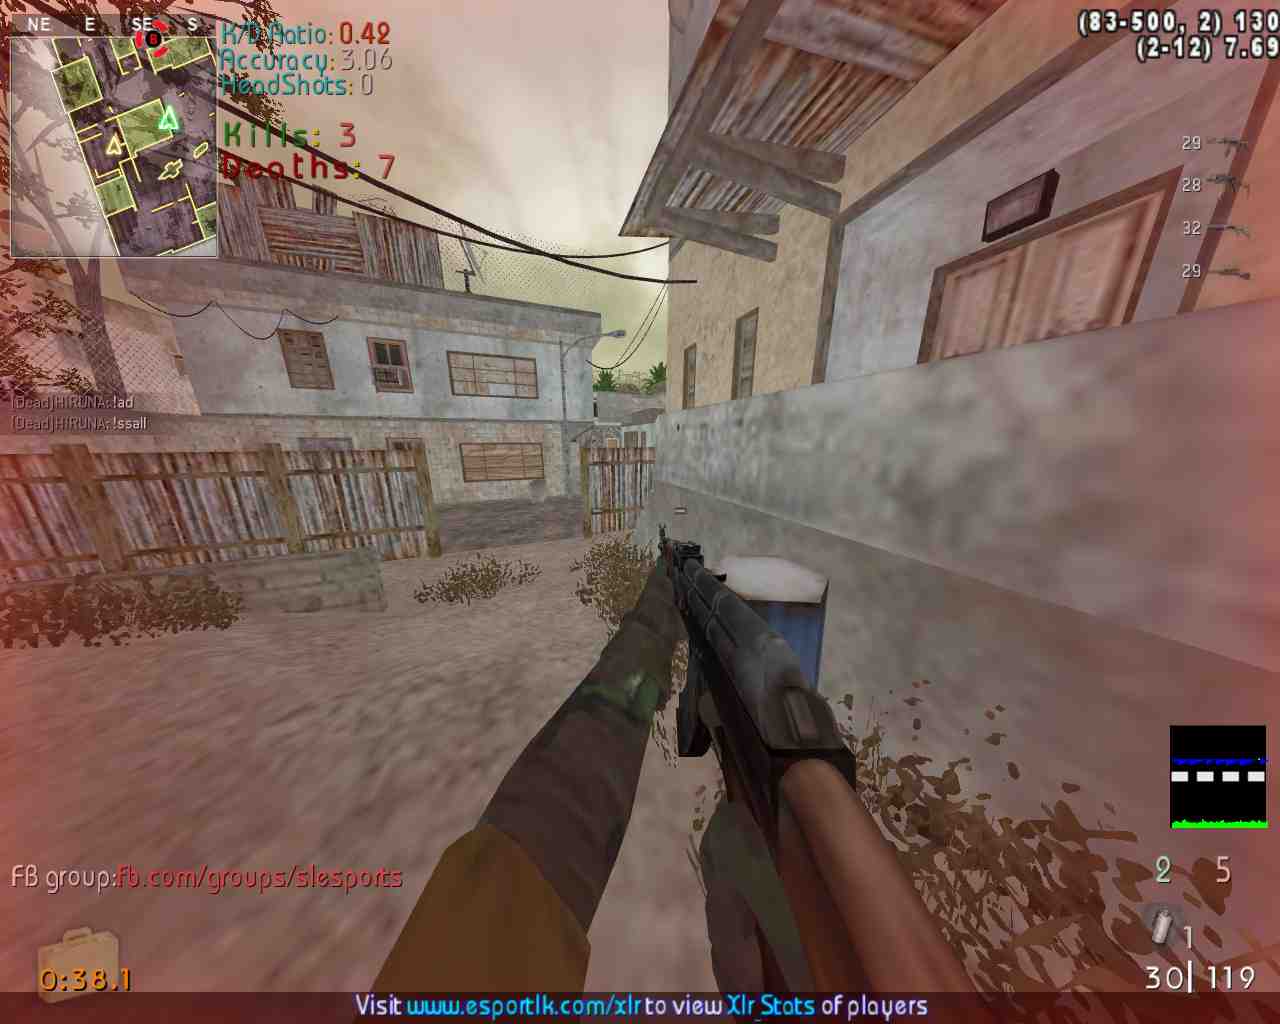 NE E SE S
K/D Ratio: 0.42
Accuracy: 3.06
HeadShots: 0
Kills: 3
Deaths: 7
(83-500, 2) 130
(2-12) 7.69
29
28
32
29
[Dead]HIRUNA: !ad
[Dead]HIRUNA: !ssall
FB group:fb.com/groups/slesports
2 5
1
0:38.1
30| 119
Visit www.esportlk.com/xlr to view Xlr_Stats of players